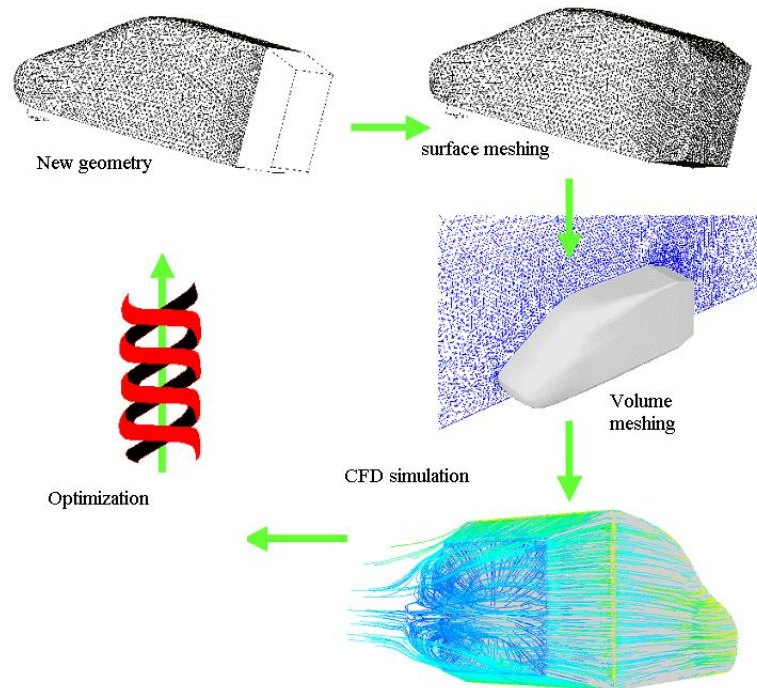 New geometry
surface meshing
Volume
meshing
CFD simulation
Optimization